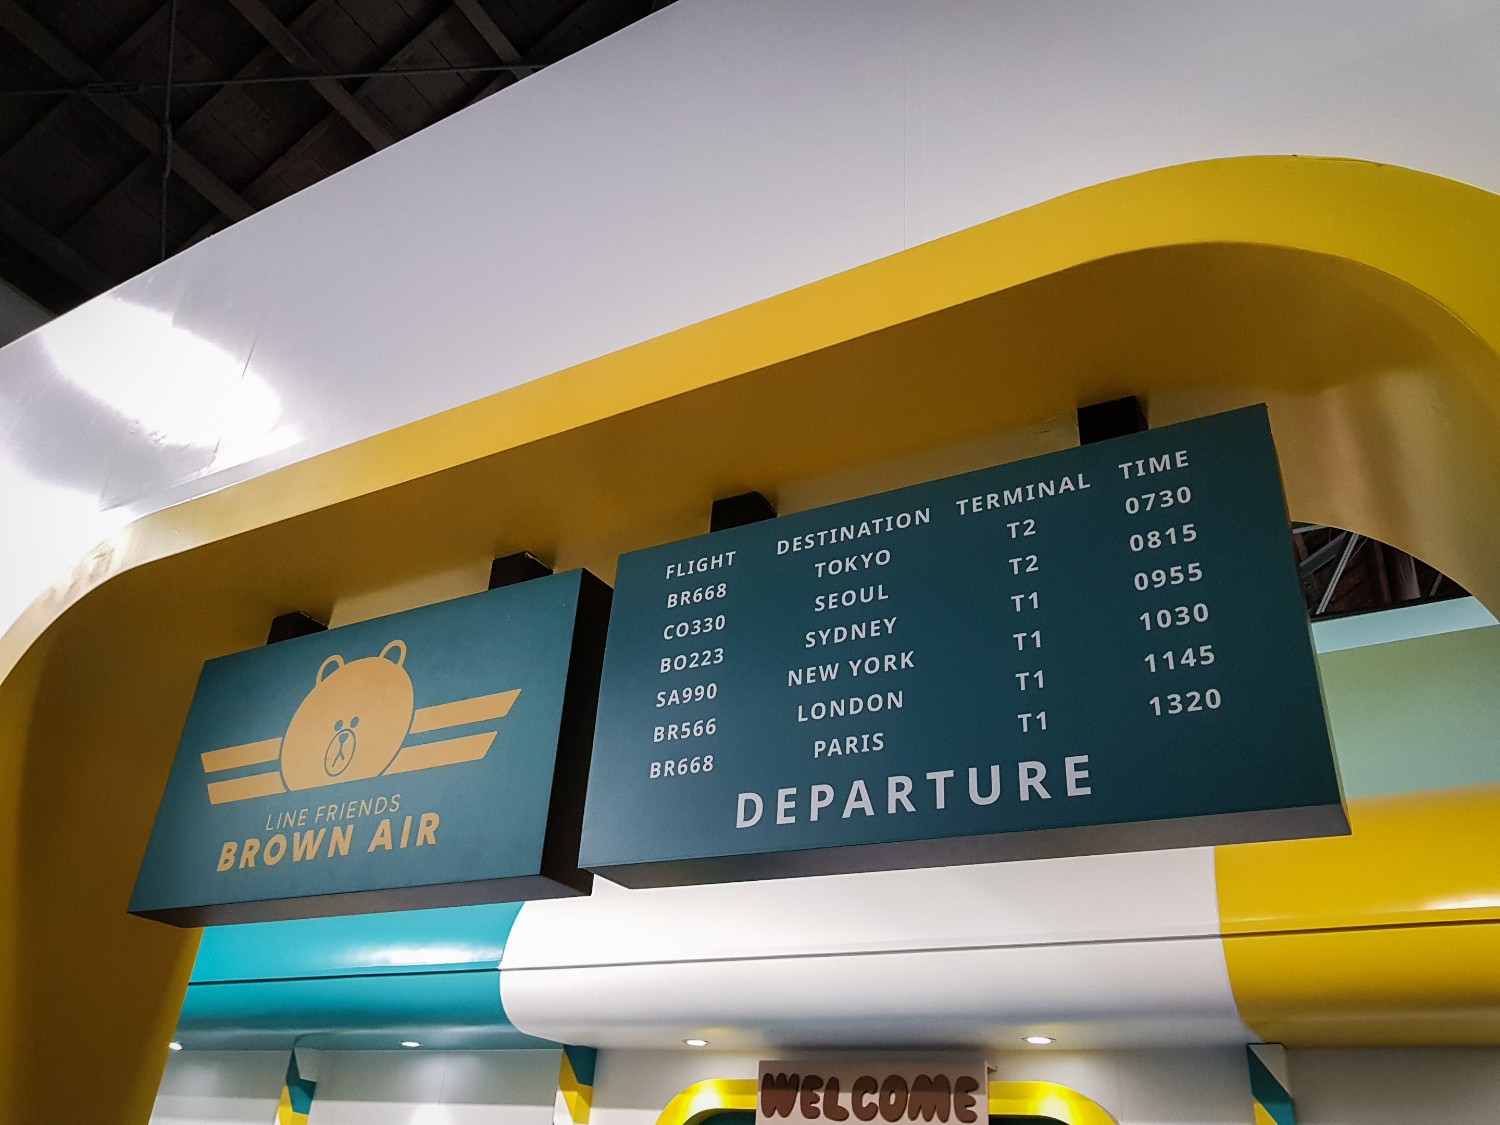 LINE FRIENDS
BROWN AIR
FLIGHT DESTINATION TERMINAL TIME
BR668 TOKYO T2 0730
CO330 SEOUL T2 0815
BO223 SYDNEY T1 0955
SA990 NEW YORK T1 1030
BR566 LONDON T1 1145
BR668 PARIS T1 1320
DEPARTURE
WELCOME